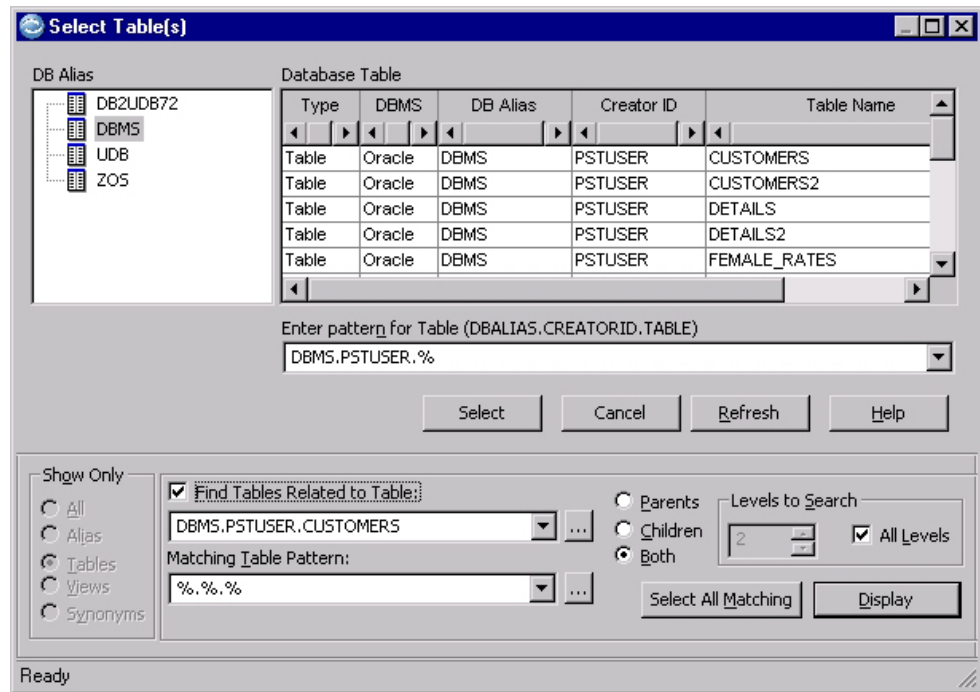 Select Table(s)
DB Alias
DB2UDB72
DBMS
UDB
ZOS
Database Table
Type DBMS DB Alias Creator ID Table Name
Table Oracle DBMS PSTUSER CUSTOMERS
Table Oracle DBMS PSTUSER CUSTOMERS2
Table Oracle DBMS PSTUSER DETAILS
Table Oracle DBMS PSTUSER DETAILS2
Table Oracle DBMS PSTUSER FEMALE_RATES
Enter pattern for Table (DBALIAS.CREATORID.TABLE)
DBMS.PSTUSER.%
Select Cancel Refresh Help
Show Only
All
Alias
Tables
Views
Synonyms
Find Tables Related to Table:
DBMS.PSTUSER.CUSTOMERS ...
Matching Table Pattern:
%.%.% ...
Parents
Children
Both
Levels to Search
2 All Levels
Select All Matching Display
Ready